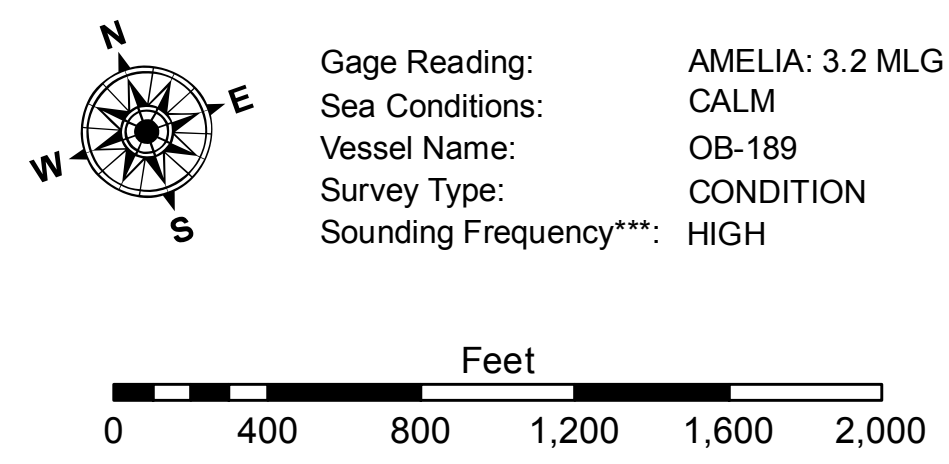 N
E
W
S
Gage Reading: AMELIA: 3.2 MLG
Sea Conditions: CALM
Vessel Name: OB-189
Survey Type: CONDITION
Sounding Frequency***: HIGH
Feet
0 400 800 1,200 1,600 2,000